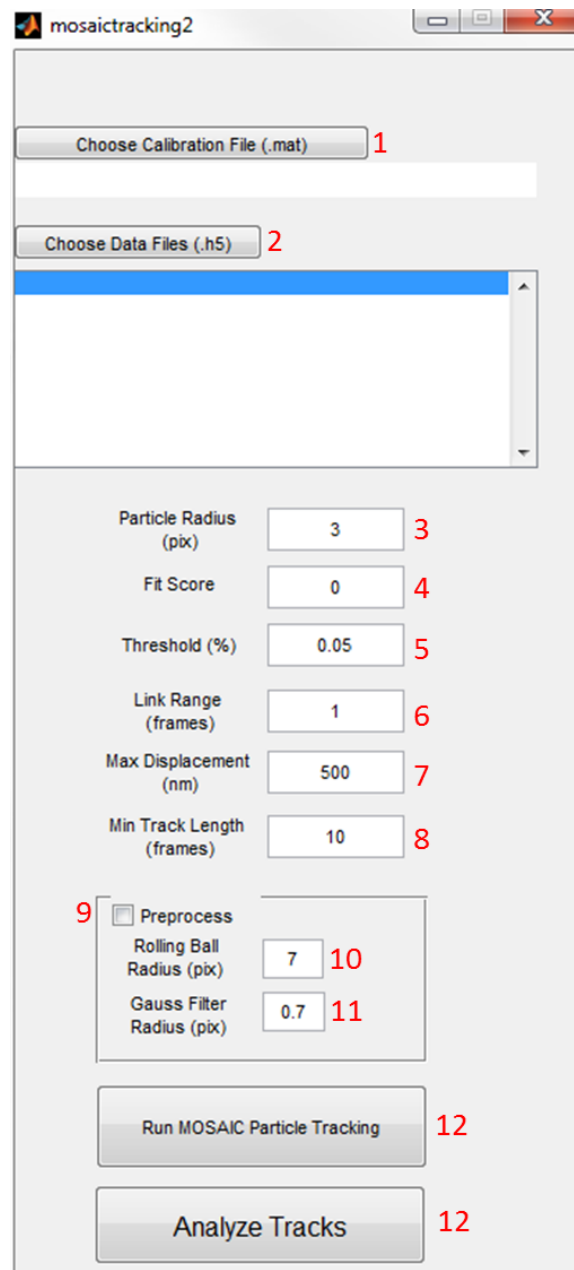 mosaictracking2
Choose Calibration File (.mat) 1
Choose Data Files (.h5) 2
Particle Radius
(pix)
3
3
Fit Score 0 4
Threshold (%) 0.05 5
Link Range
(frames)
1
6
Max Displacement
(nm)
500
7
Min Track Length
(frames)
10
8
9 Preprocess
Rolling Ball
Radius (pix)
7
10
Gauss Filter
Radius (pix)
0.7
11
Run MOSAIC Particle Tracking 12
Analyze Tracks 12